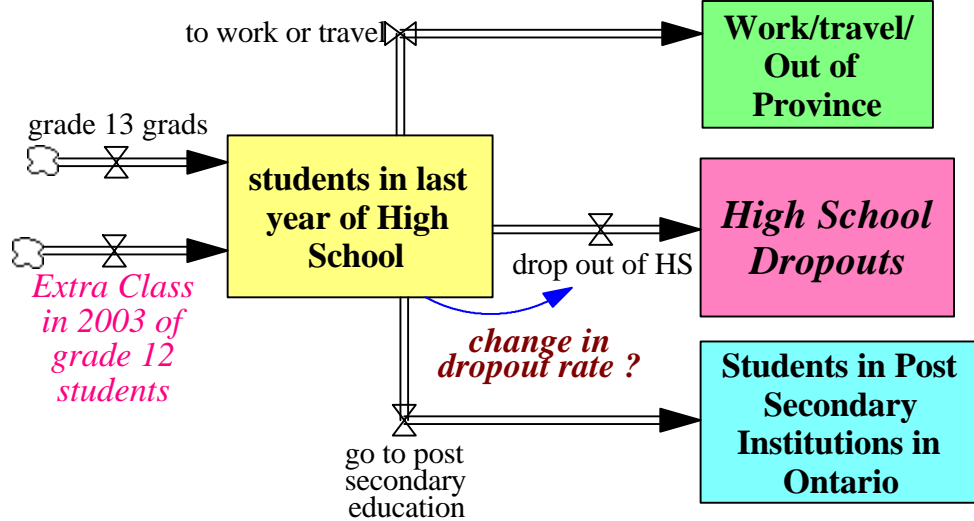 to work or travel
Work/travel/
Out of
Province
grade 13 grads
students in last
year of High
School
High School
Dropouts
drop out of HS
Extra Class
in 2003 of
grade 12
students
change in
dropout rate ?
Students in Post
Secondary
Institutions in
Ontario
go to post
secondary
education